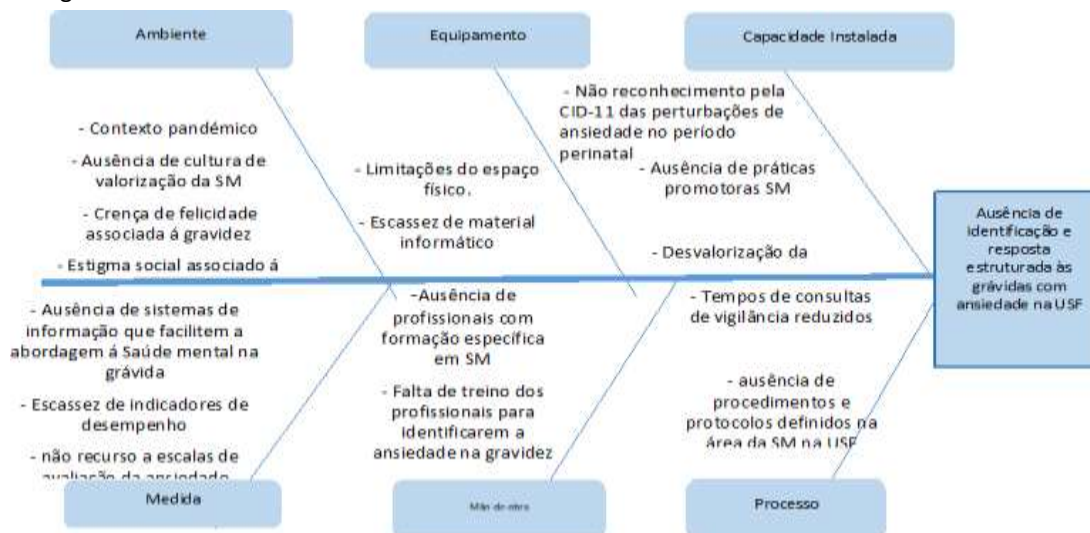 Ambiente
Equipamento
Capacidade Instalada
- Contexto pandémico
- Ausência de cultura de
valorização da SM
- Crença de felicidade
associada á gravidez
- Estigma social associado á
- Limitações do espaço
físico.
- Escassez de material
informático
- Não reconhecimento pela
CID-11 das perturbações de
ansiedade no período
perinatal
- Ausência de práticas
promotoras SM
- Desvalorização da
Ausência de
identificação e
resposta
estruturada às
grávidas com
ansiedade na USF
- Ausência de sistemas de
informação que facilitem a
abordagem á Saúde mental na
grávida
- Escassez de indicadores de
desempenho
- não recurso a escalas de
avaliação da ansiedade
-Ausência de
profissionais com
formação específica
em SM
- Falta de treino dos
profissionais para
identificarem a
ansiedade na gravidez
- Tempos de consultas
de vigilância reduzidos
- ausência de
procedimentos e
protocolos definidos na
área da SM na USF
Medida
Mão de obra
Processo